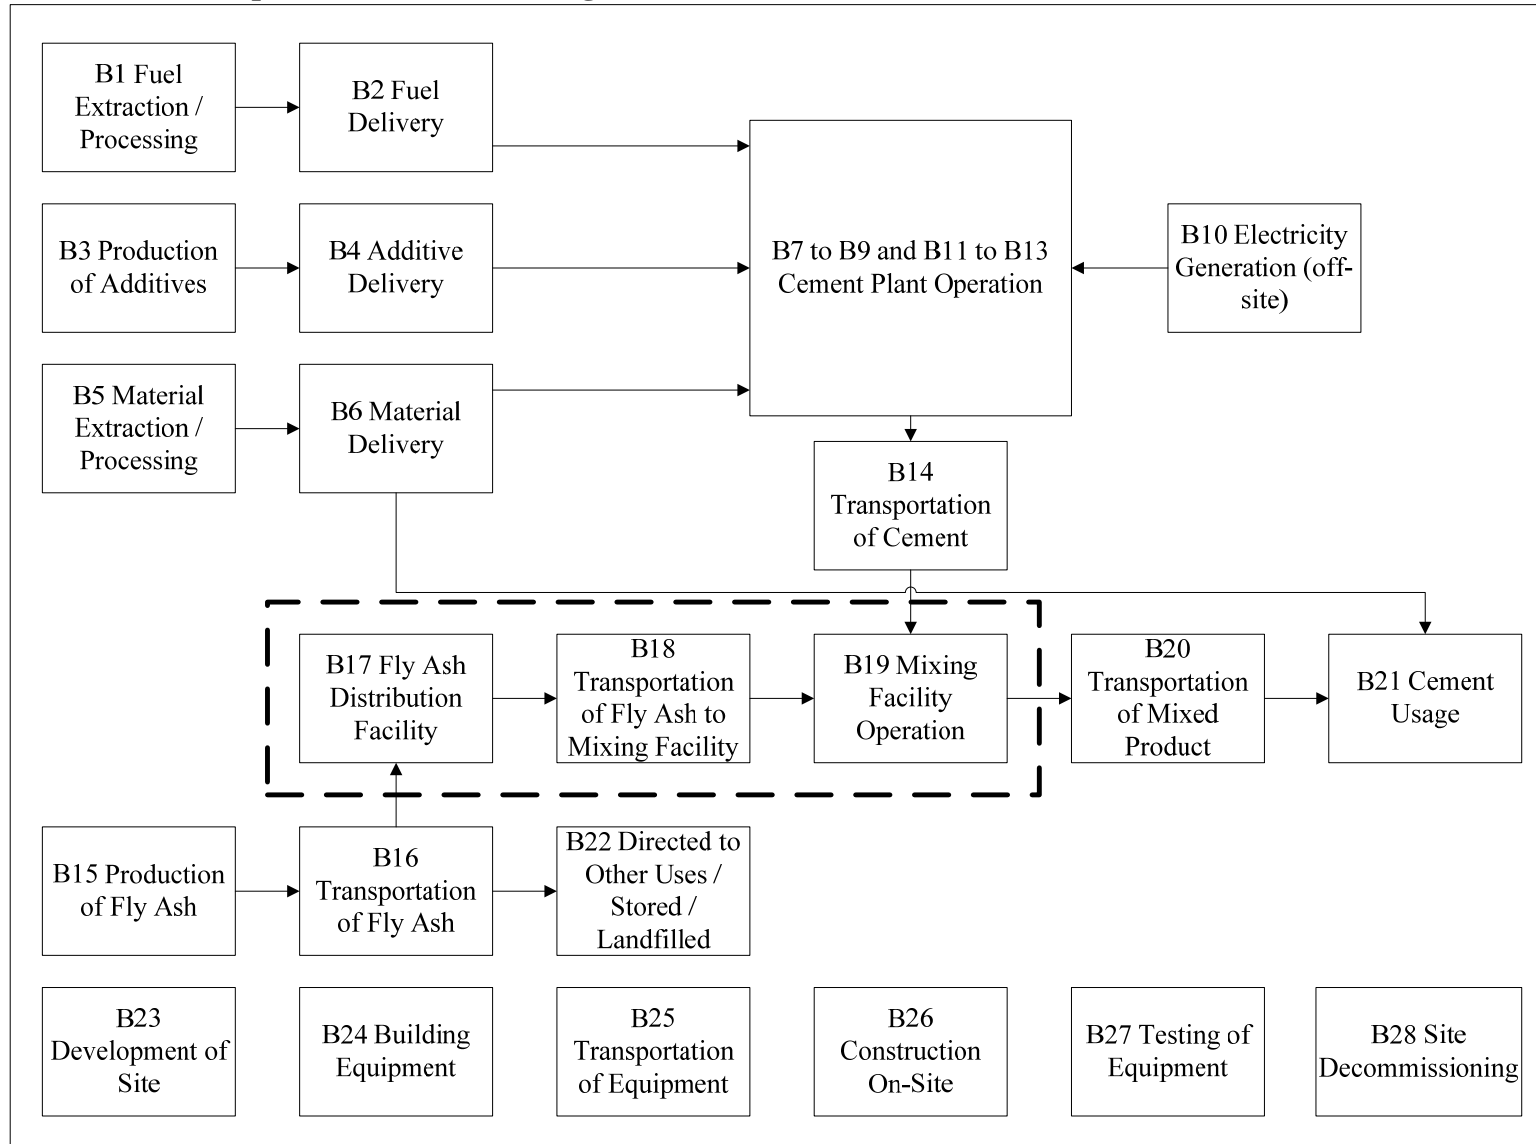 B1 Fuel
Extraction /
Processing
B2 Fuel
Delivery
B3 Production
of Additives
B4 Additive
Delivery
B7 to B9 and B11 to B13
Cement Plant Operation
B10 Electricity
Generation (off-
site)
B5 Material
Extraction /
Processing
B6 Material
Delivery
B14
Transportation
of Cement
B17 Fly Ash
Distribution
Facility
B18
Transportation
of Fly Ash to
Mixing Facility
B19 Mixing
Facility
Operation
B20
Transportation
of Mixed
Product
B21 Cement
Usage
B15 Production
of Fly Ash
B16
Transportation
of Fly Ash
B22 Directed to
Other Uses /
Stored /
Landfilled
B23
Development of
Site
B24 Building
Equipment
B25
Transportation
of Equipment
B26
Construction
On-Site
B27 Testing of
Equipment
B28 Site
Decommissioning